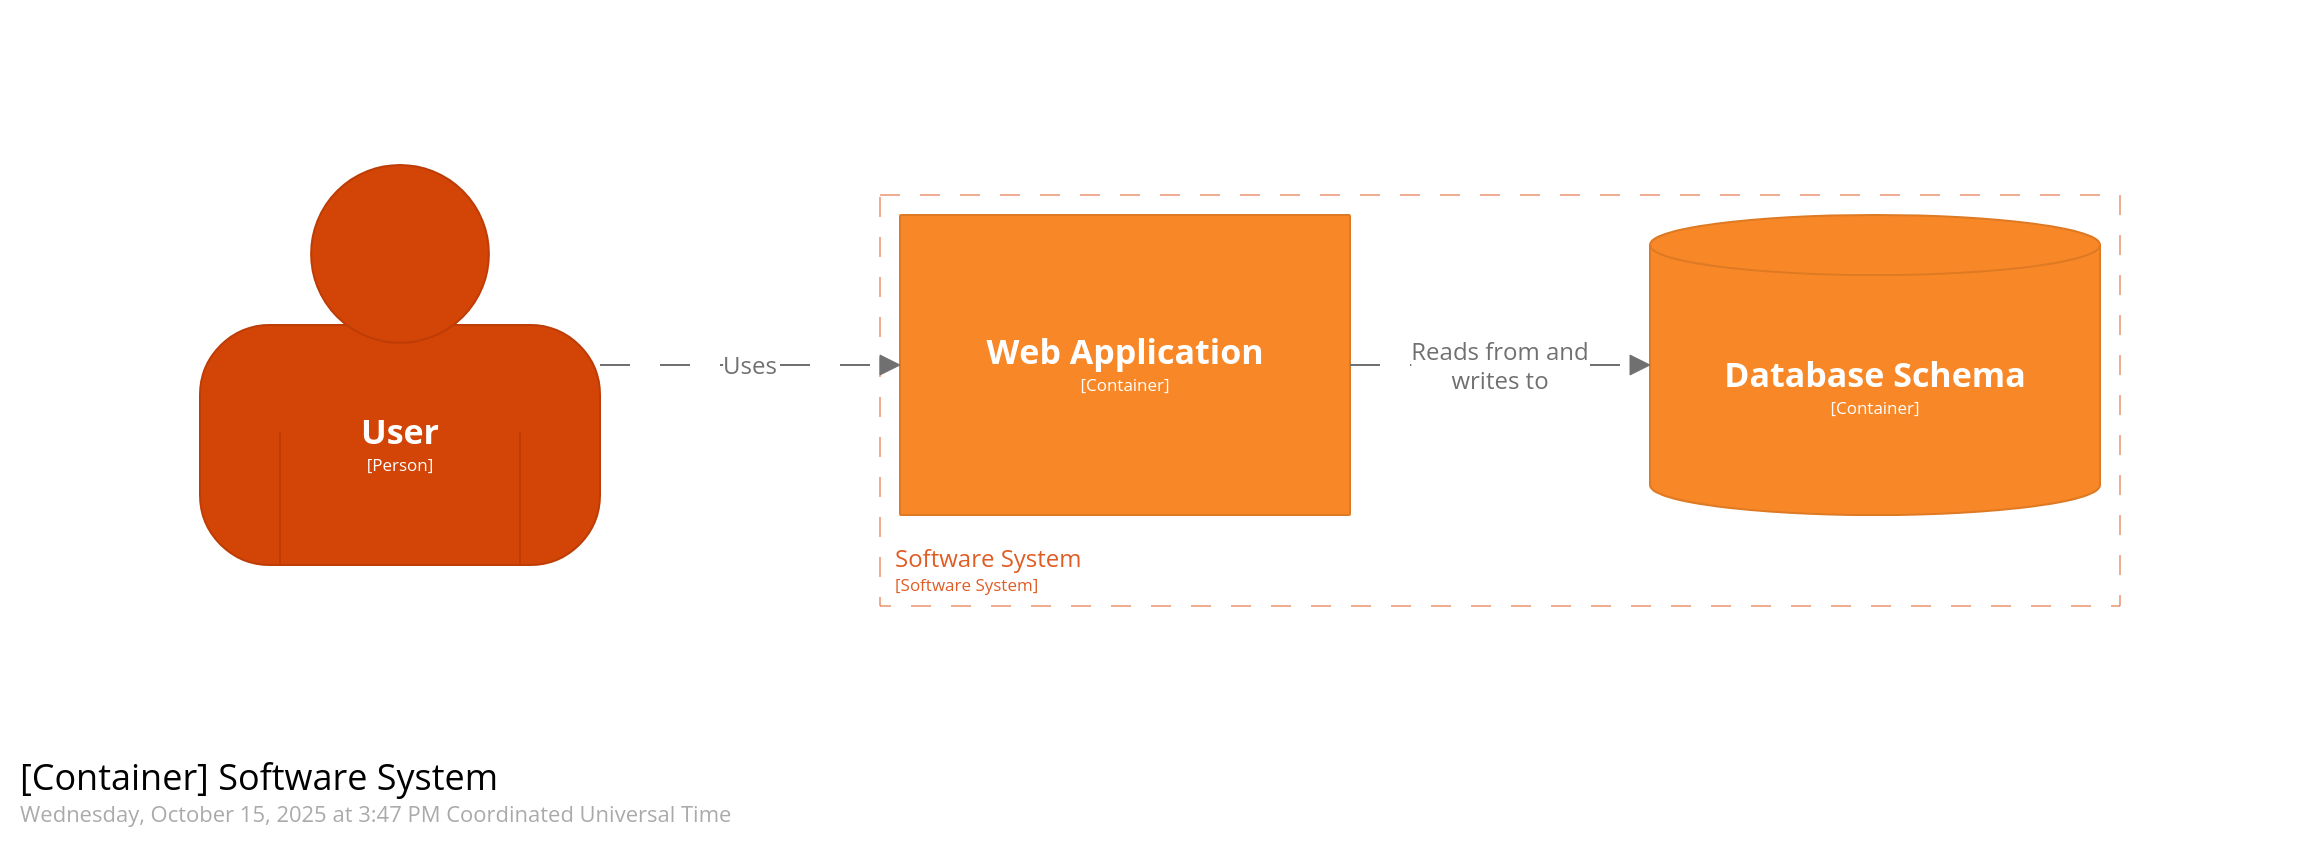 User
[Person]
Uses
Web Application
[Container]
Reads from and
writes to
Database Schema
[Container]
Software System
[Software System]
[Container] Software System
Wednesday, October 15, 2025 at 3:47 PM Coordinated Universal Time